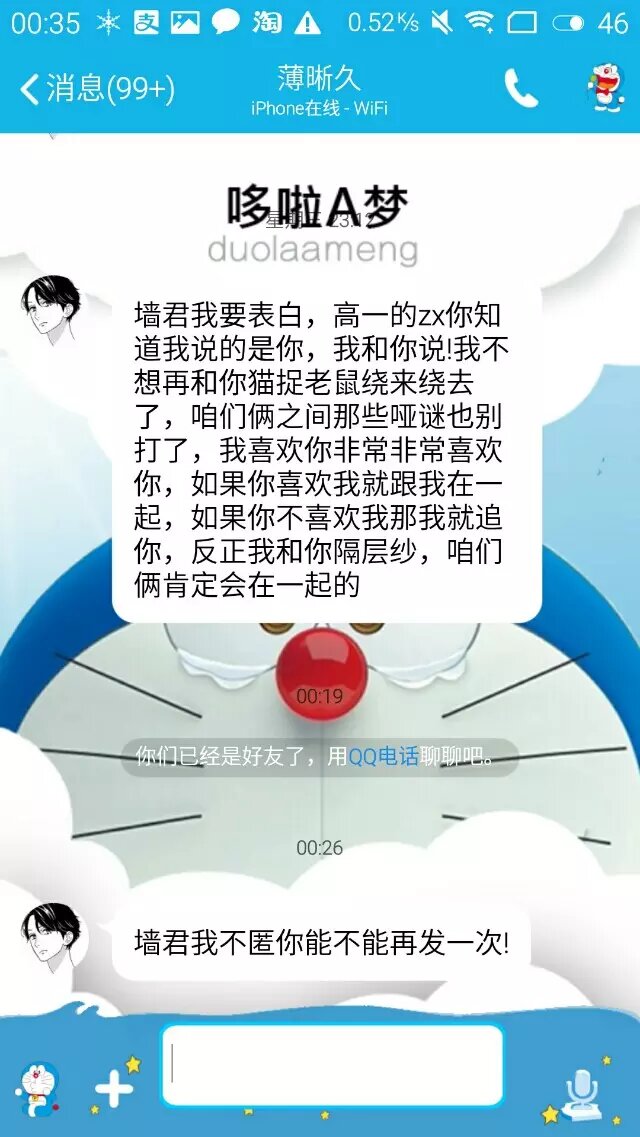 00:35 支 淘 0.52K/s 46
消息(99+)
薄晰久
iPhone在线 - WiFi
哆啦A梦
星期三 23:12
duolaameng
墙君我要表白，高一的zx你知
道我说的是你，我和你说!我不
想再和你猫捉老鼠绕来绕去
了，咱们俩之间那些哑谜也别
打了，我喜欢你非常非常喜欢
你，如果你喜欢我就跟我在一
起，如果你不喜欢我那我就追
你，反正我和你隔层纱，咱们
俩肯定会在一起的
00:19
你们已经是好友了，用QQ电话聊聊吧。
00:26
墙君我不匿你能不能再发一次!